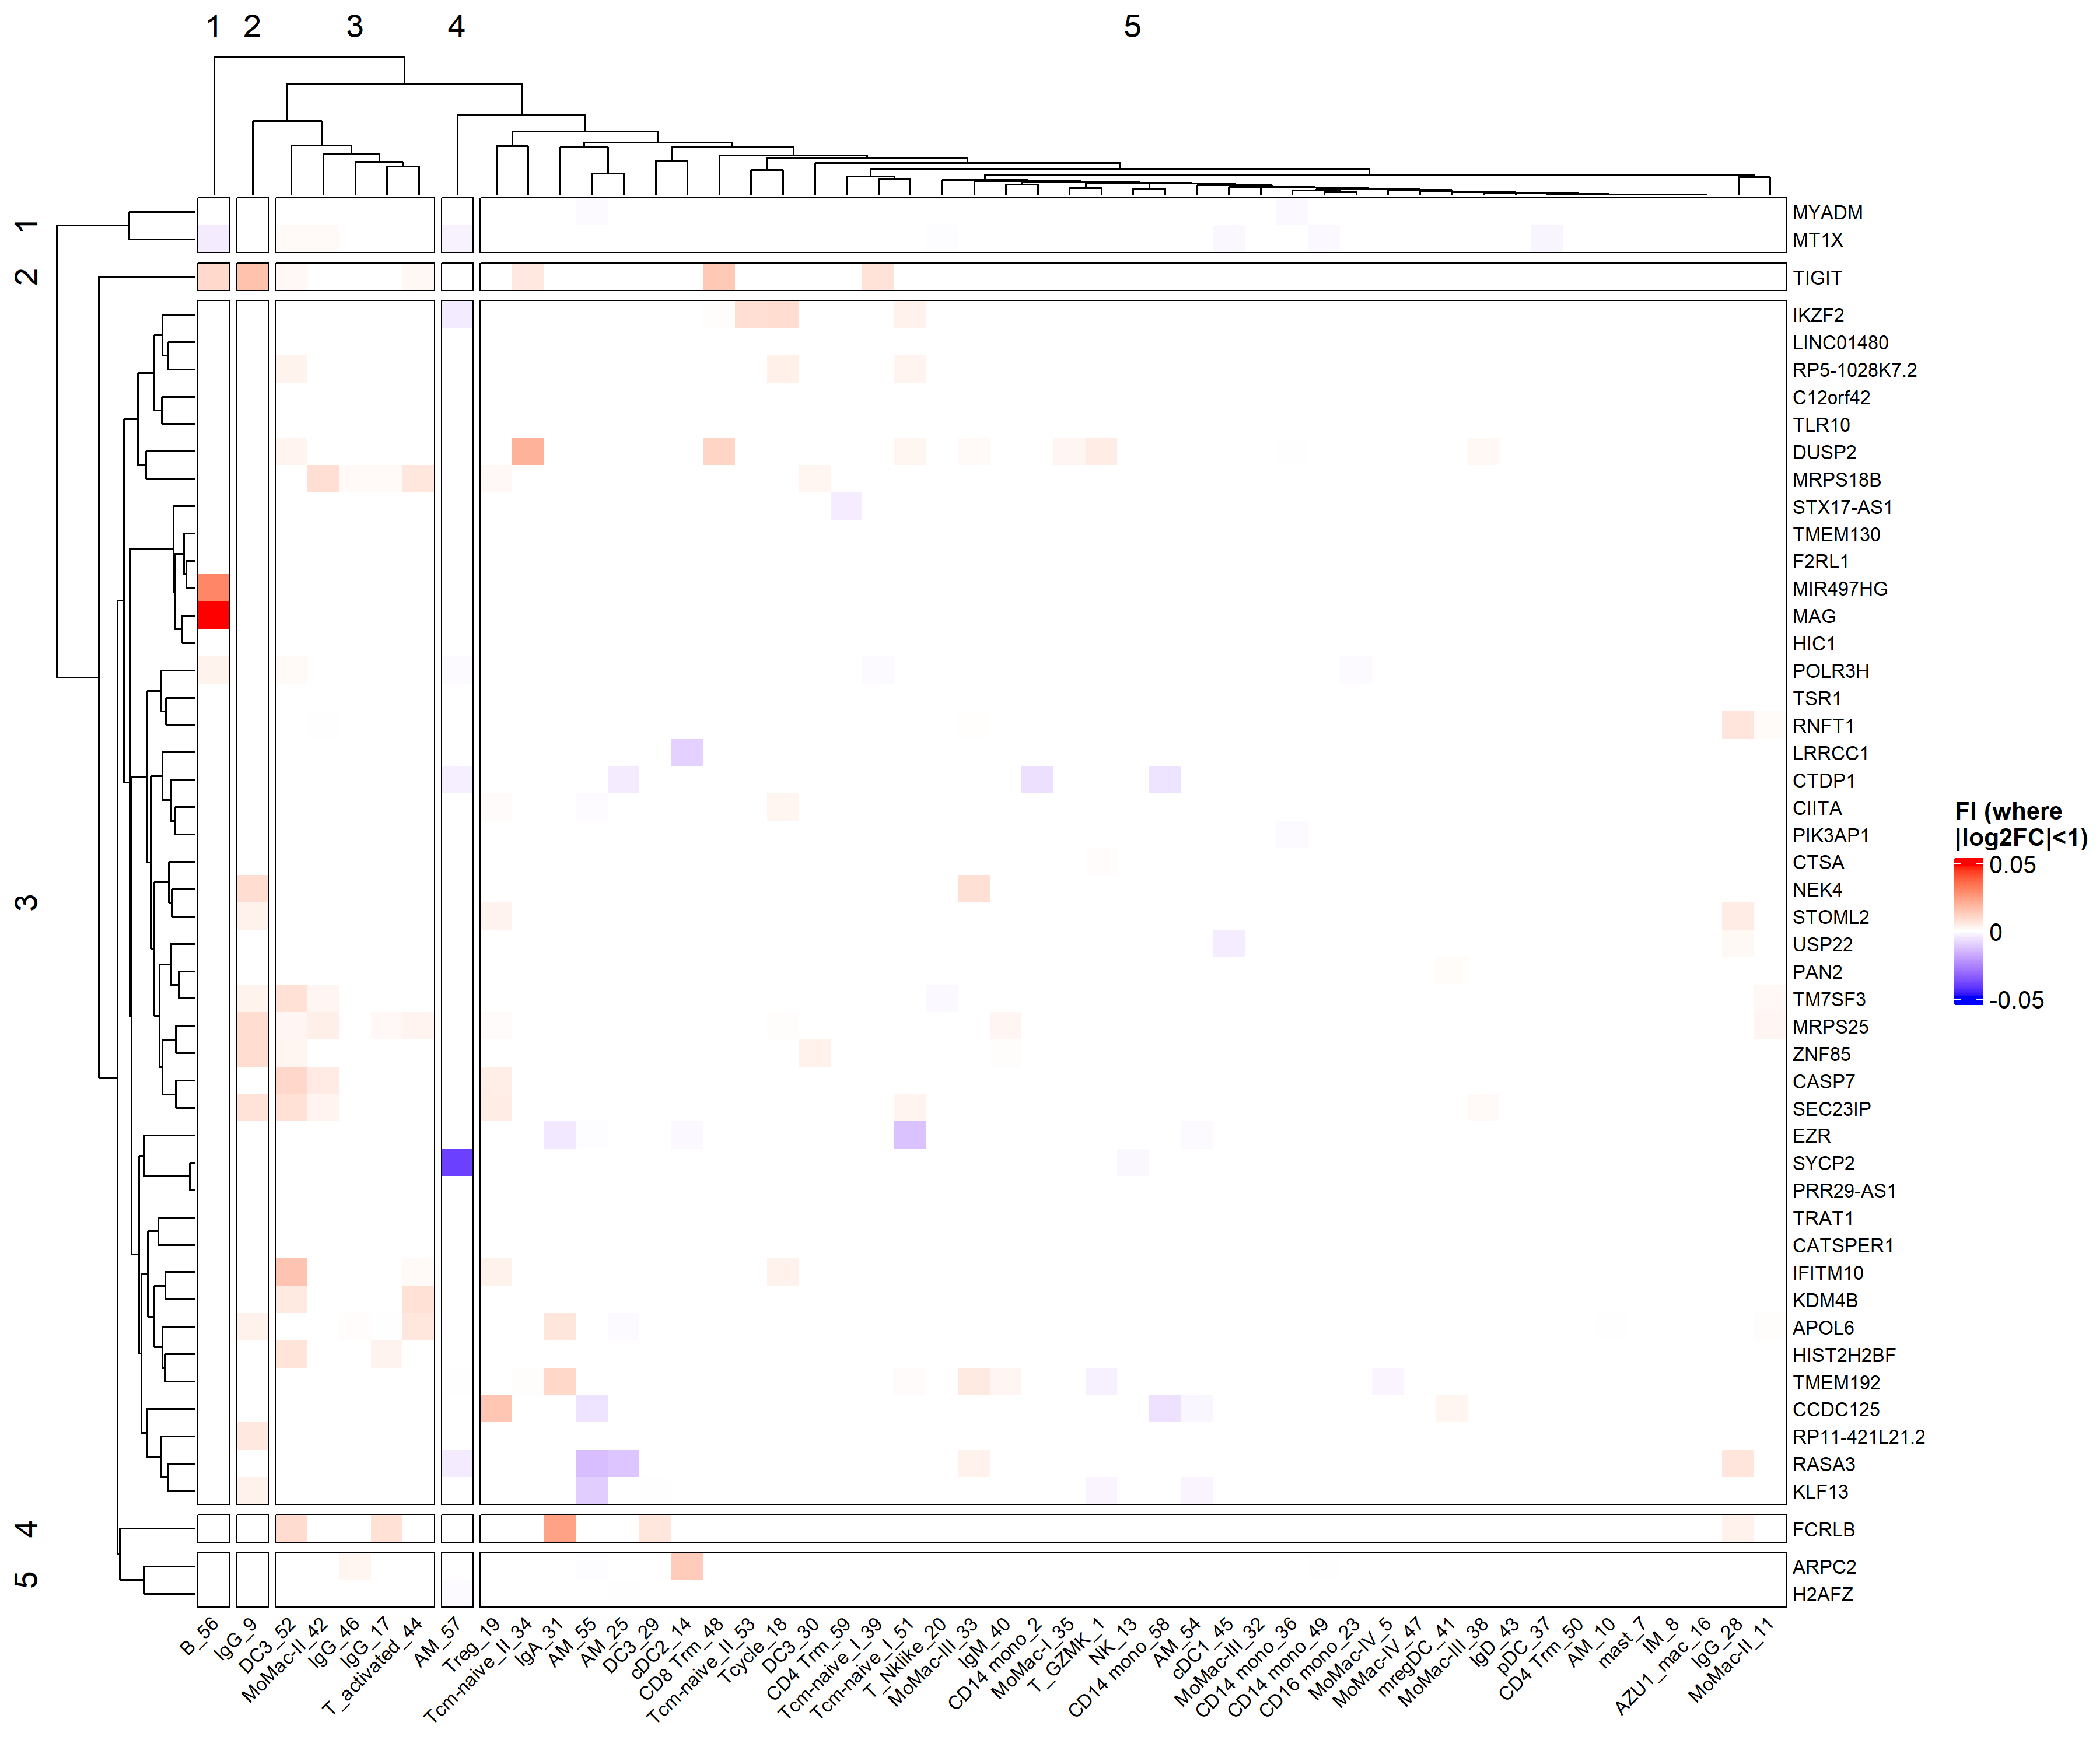 1 2 3 4 5
1
2
3
4
5
MYADM
MT1X
TIGIT
IKZF2
LINC01480
RP5-1028K7.2
C12orf42
TLR10
DUSP2
MRPS18B
STX17-AS1
TMEM130
F2RL1
MIR497HG
MAG
HIC1
POLR3H
TSR1
RNFT1
LRRCC1
CTDP1
CIITA
PIK3AP1
CTSA
NEK4
STOML2
USP22
PAN2
TM7SF3
MRPS25
ZNF85
CASP7
SEC23IP
EZR
SYCP2
PRR29-AS1
TRAT1
CATSPER1
IFITM10
KDM4B
APOL6
HIST2H2BF
TMEM192
CCDC125
RP11-421L21.2
RASA3
KLF13
FCRLB
ARPC2
H2AFZ
FI (where
|log2FC|<1)
0.05
0
-0.05
B_56
IgG_9
DC3_52
MoMac-II_42
IgG_46
IgG_17
T_activated_44
AM_57
Treg_19
Tcm-naive_II_34
IgA_31
AM_55
AM_25
DC3_29
cDC2_14
CD8 Trm_48
Tcm-naive_II_53
Tcycle_18
DC3_30
CD4 Trm_59
Tcm-naive_I_39
Tcm-naive_I_51
T_Nklike_20
MoMac-III_33
IgM_40
CD14 mono_2
MoMac-I_35
T_GZMK_1
NK_13
CD14 mono_58
AM_54
cDC1_45
MoMac-III_32
CD14 mono_36
CD14 mono_49
CD16 mono_23
MoMac-IV_5
MoMac-IV_47
mregDC_41
MoMac-III_38
IgD_43
pDC_37
CD4 Trm_50
AM_10
mast_7
IM_8
AZU1_mac_16
IgG_28
MoMac-II_11